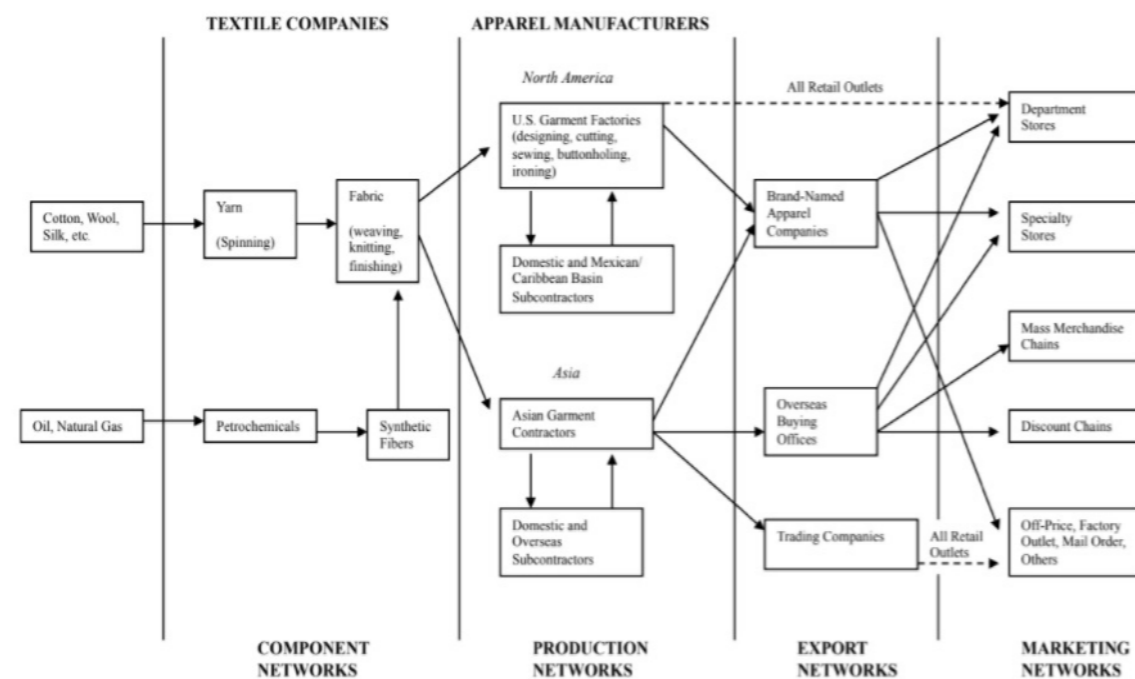 TEXTILE COMPANIES
APPAREL MANUFACTURERS
North America
All Retail Outlets
U.S. Garment Factories
(designing, cutting,
sewing, buttonholing,
ironing)
Department
Stores
Cotton, Wool,
Silk, etc.
Yarn
(Spinning)
Fabric
(weaving,
knitting,
finishing)
Brand-Named
Apparel
Companies
Specialty
Stores
Domestic and Mexican/
Caribbean Basin
Subcontractors
Mass Merchandise
Chains
Asia
Oil, Natural Gas
Petrochemicals
Synthetic
Fibers
Asian Garment
Contractors
Overseas
Buying
Offices
Discount Chains
Domestic and
Overseas
Subcontractors
Trading Companies
All Retail
Outlets
Off-Price, Factory
Outlet, Mail Order,
Others
COMPONENT
NETWORKS
PRODUCTION
NETWORKS
EXPORT
NETWORKS
MARKETING
NETWORKS